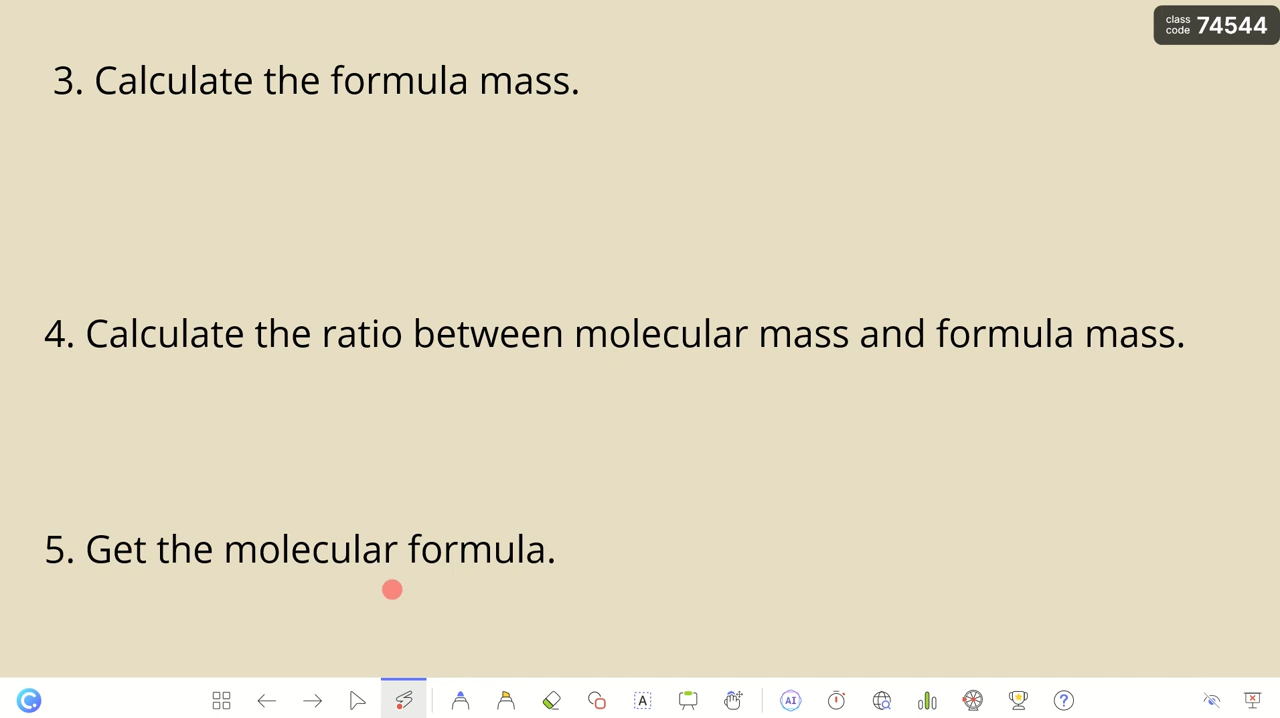 class code 74544
3. Calculate the formula mass.
4. Calculate the ratio between molecular mass and formula mass.
5. Get the molecular formula.
A
AI
?